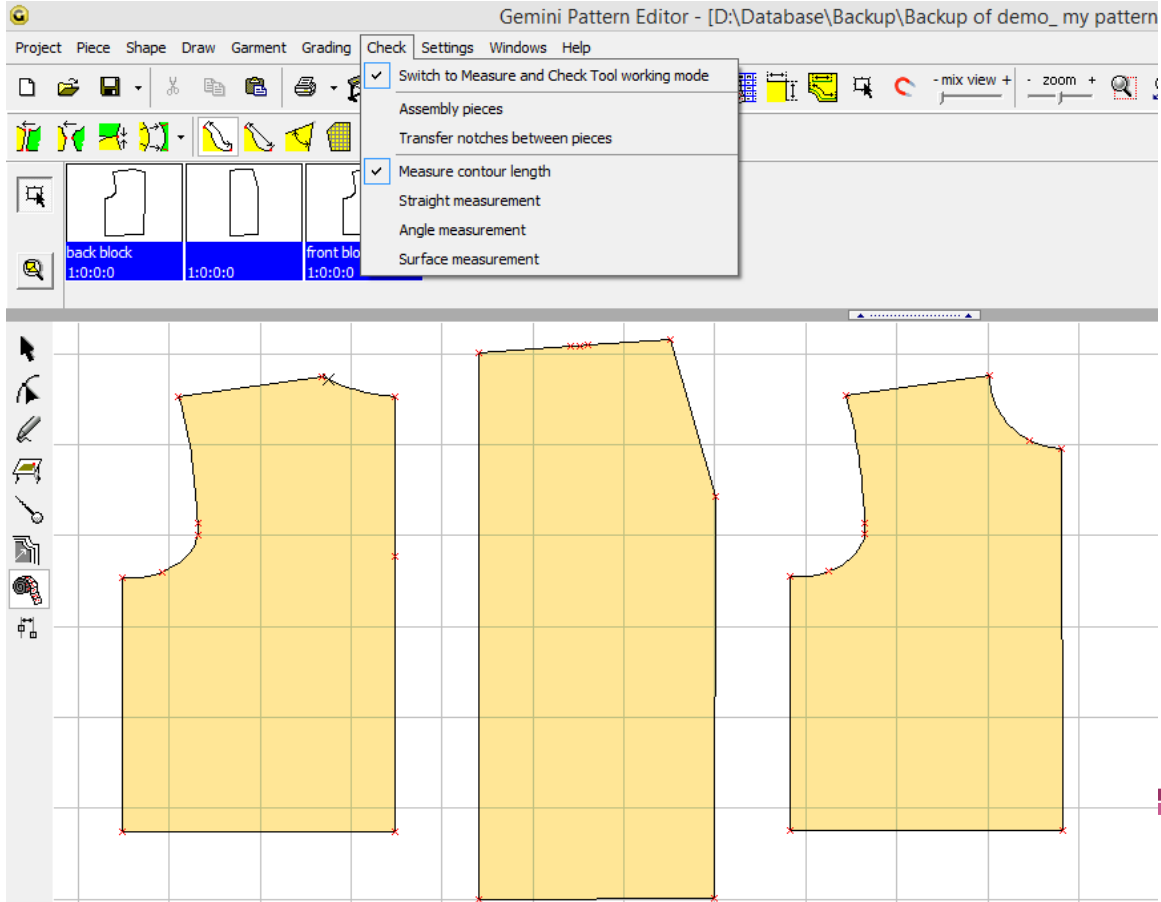 Gemini Pattern Editor - [D:\Database\Backup\Backup of demo_ my pattern
Project Piece Shape Draw Garment Grading Check Settings Windows Help
Switch to Measure and Check Tool working mode
- mix view +
- zoom +
Assembly pieces
Transfer notches between pieces
Measure contour length
Straight measurement
Angle measurement
Surface measurement
back block
front blo
1:0:0:0
1:0:0:0
1:0:0:0